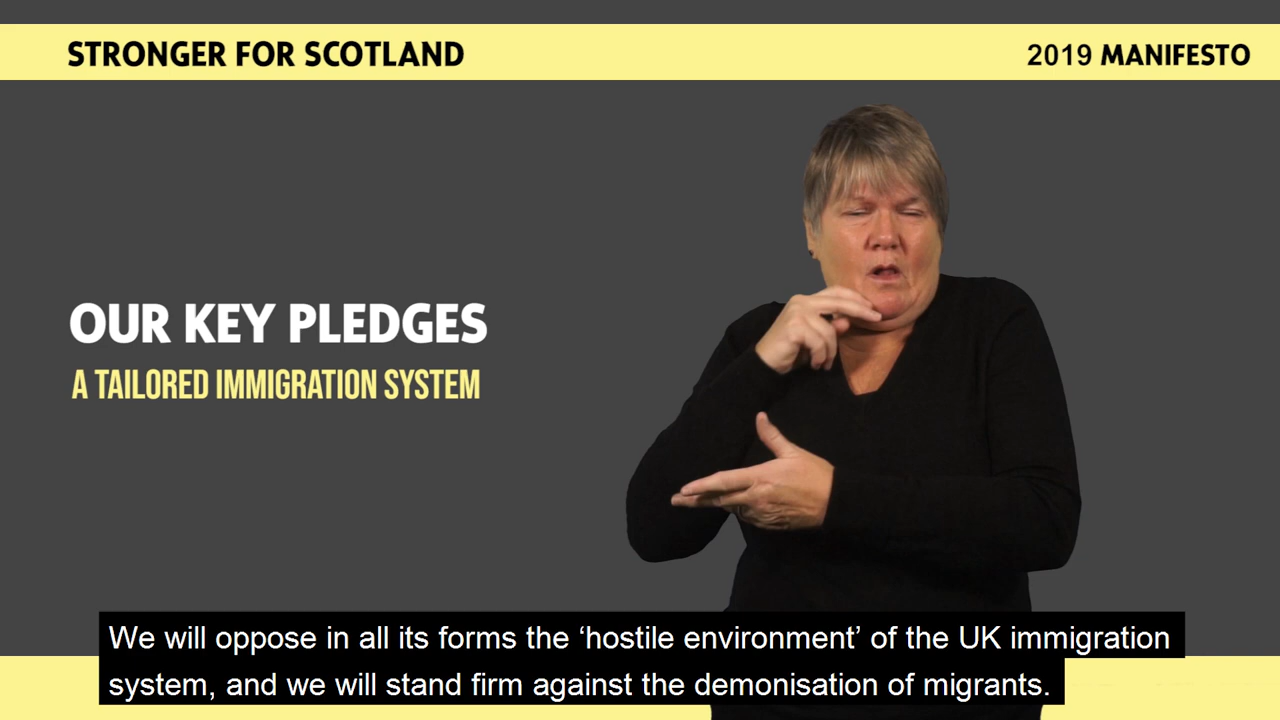 STRONGER FOR SCOTLAND
2019 MANIFESTO
OUR KEY PLEDGES
A TAILORED IMMIGRATION SYSTEM
We will oppose in all its forms the ‘hostile environment’ of the UK immigration
system, and we will stand firm against the demonisation of migrants.